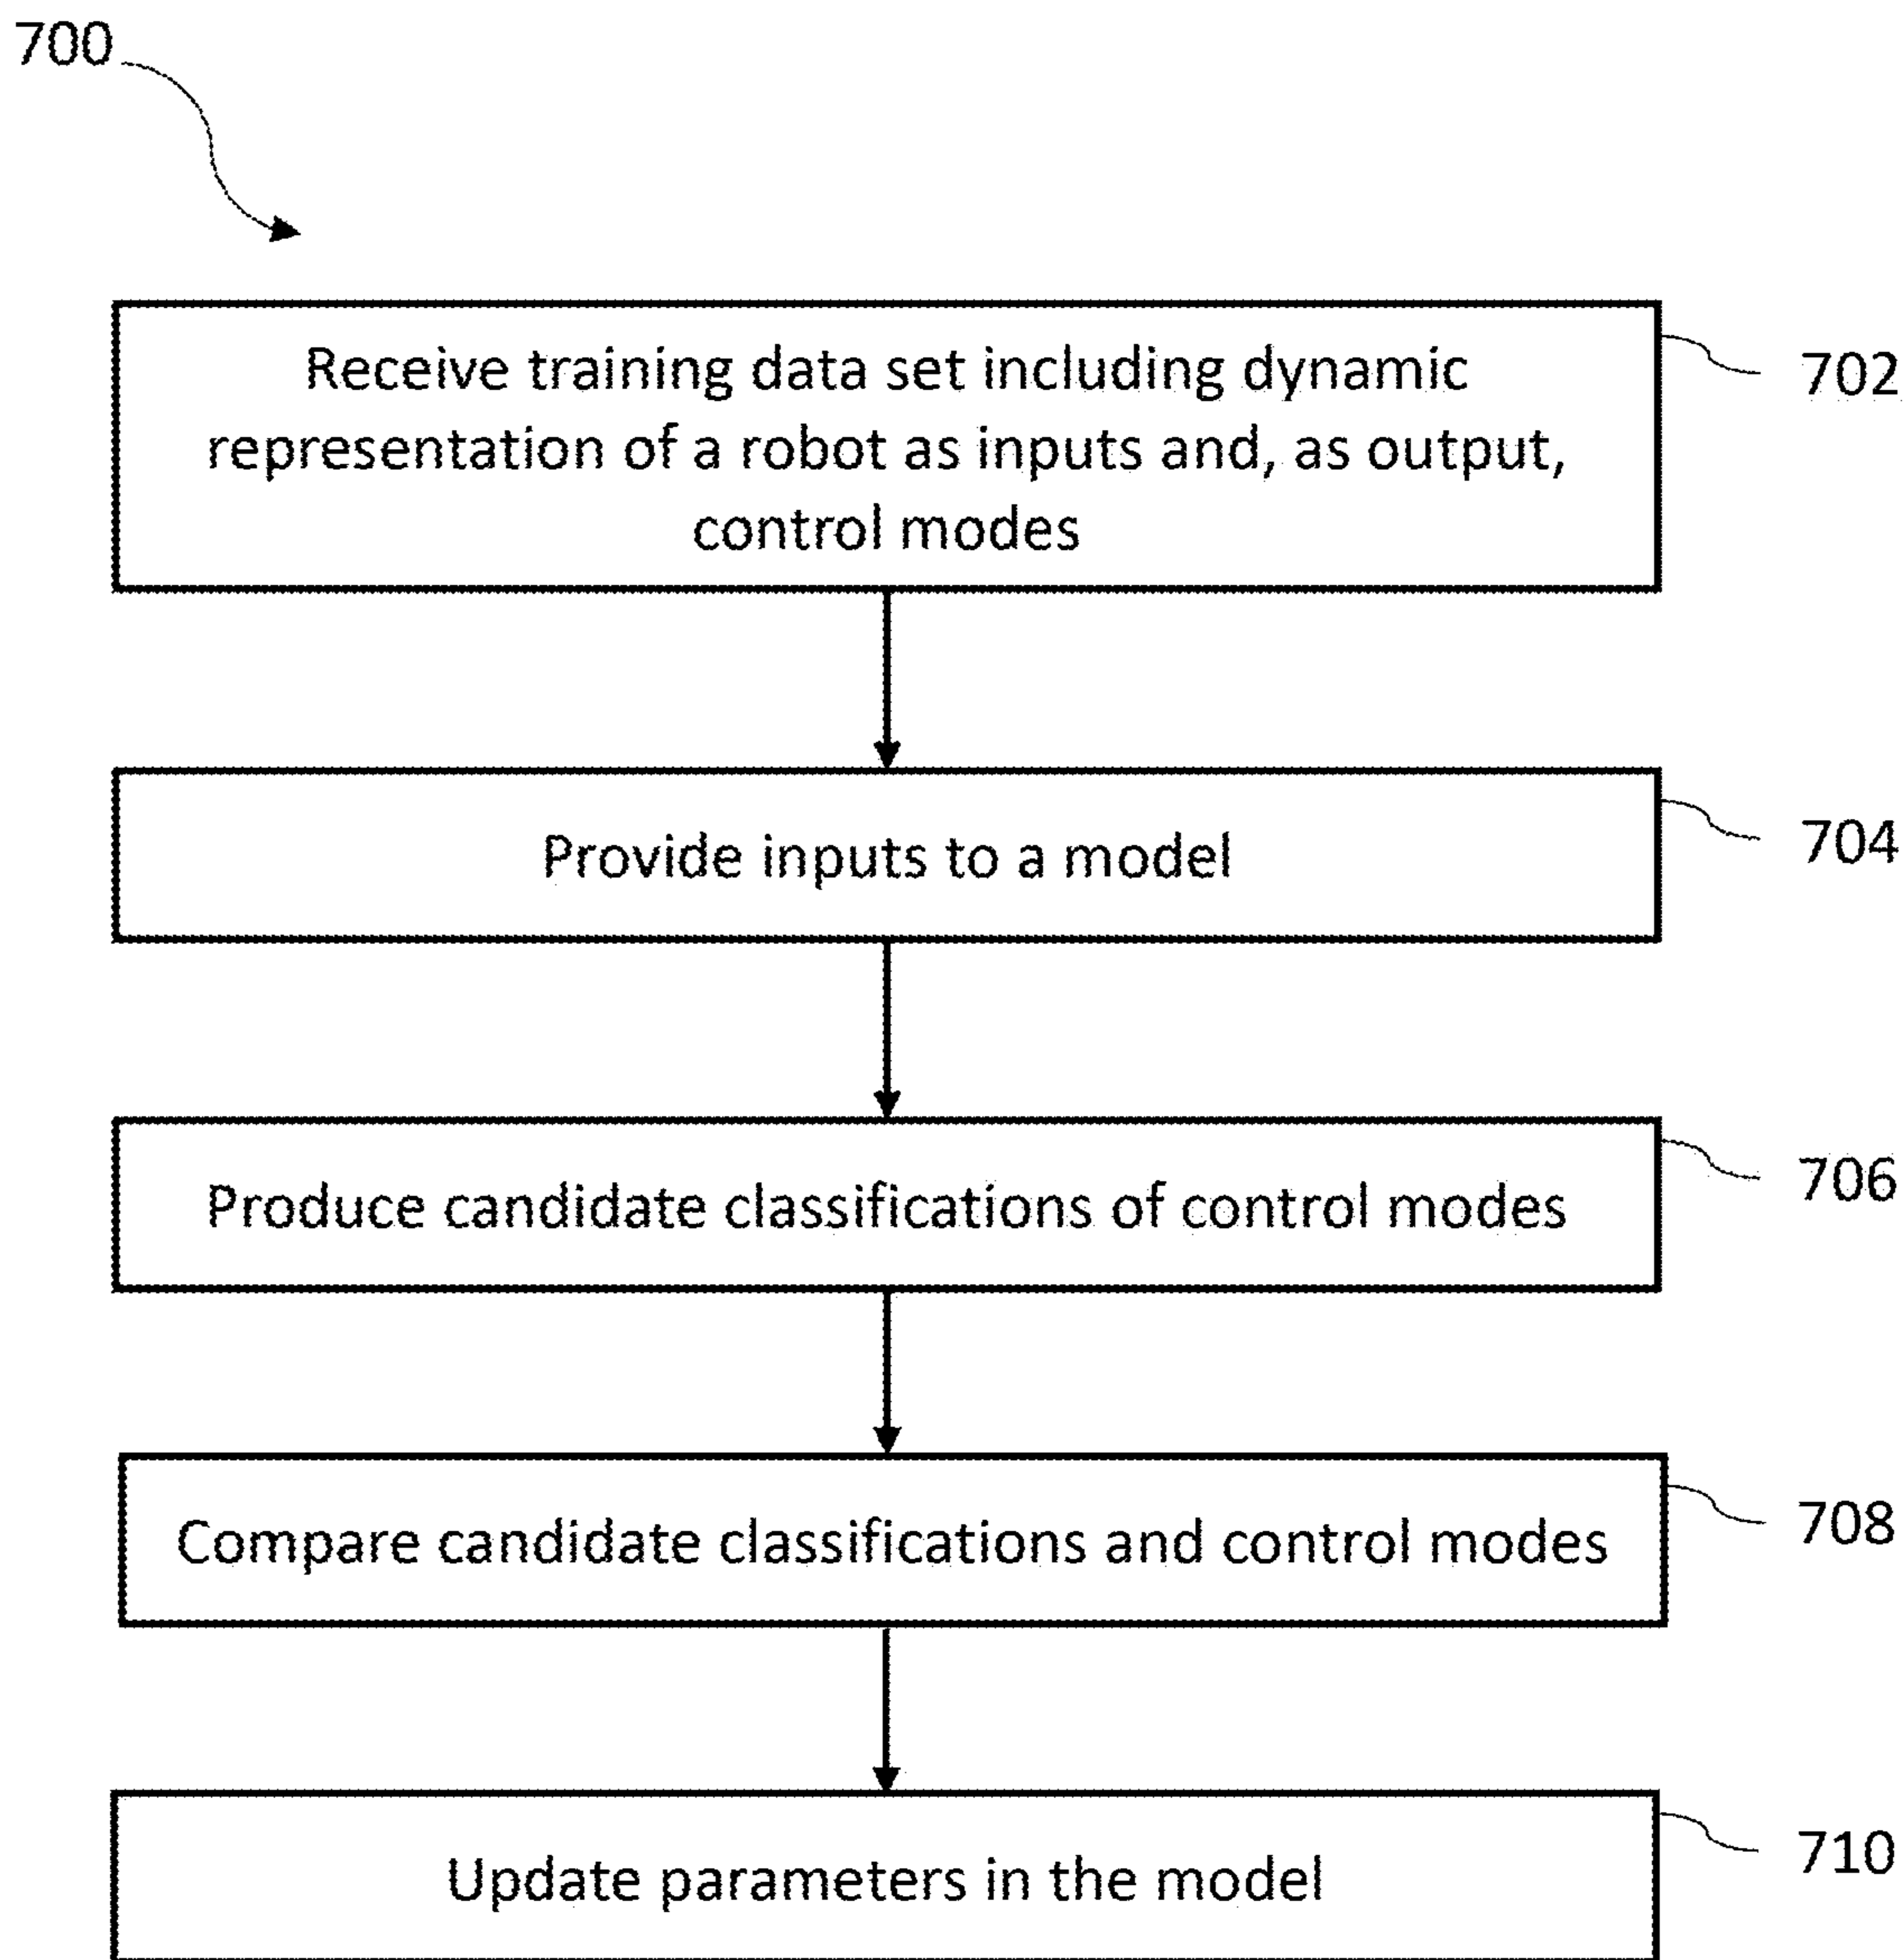 700
Receive training data set including dynamic
representation of a robot as inputs and, as output,
control modes
702
Provide inputs to a model
704
Produce candidate classifications of control modes
706
Compare candidate classifications and control modes
708
Update parameters in the model
710